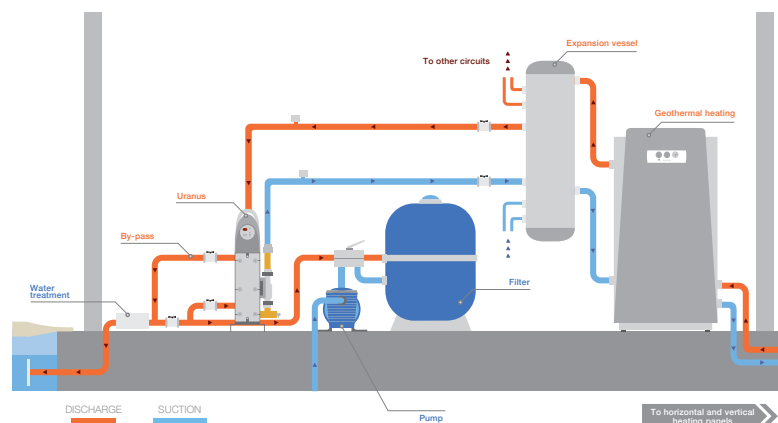 Expansion vessel
To other circuits
Geothermal heating
Uranus
By-pass
Water
treatment
Filter
Pump
DISCHARGE
SUCTION
To horizontal and vertical
heating panels